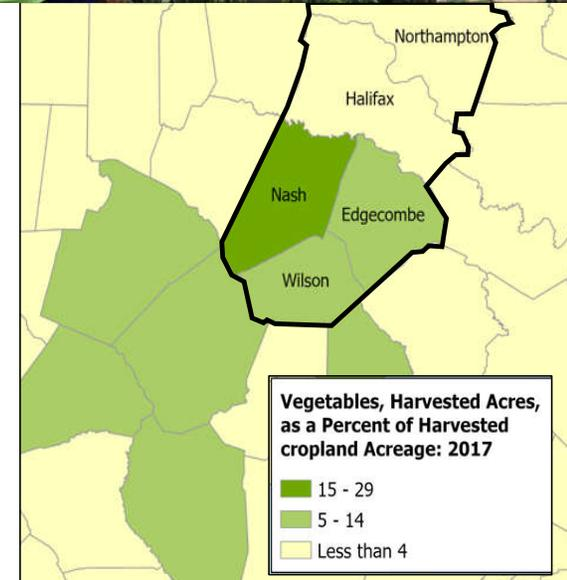 Northampton
Halifax
Nash
Edgecombe
Wilson
Vegetables, Harvested Acres,
as a Percent of Harvested
cropland Acreage: 2017
15 - 29
5 - 14
Less than 4